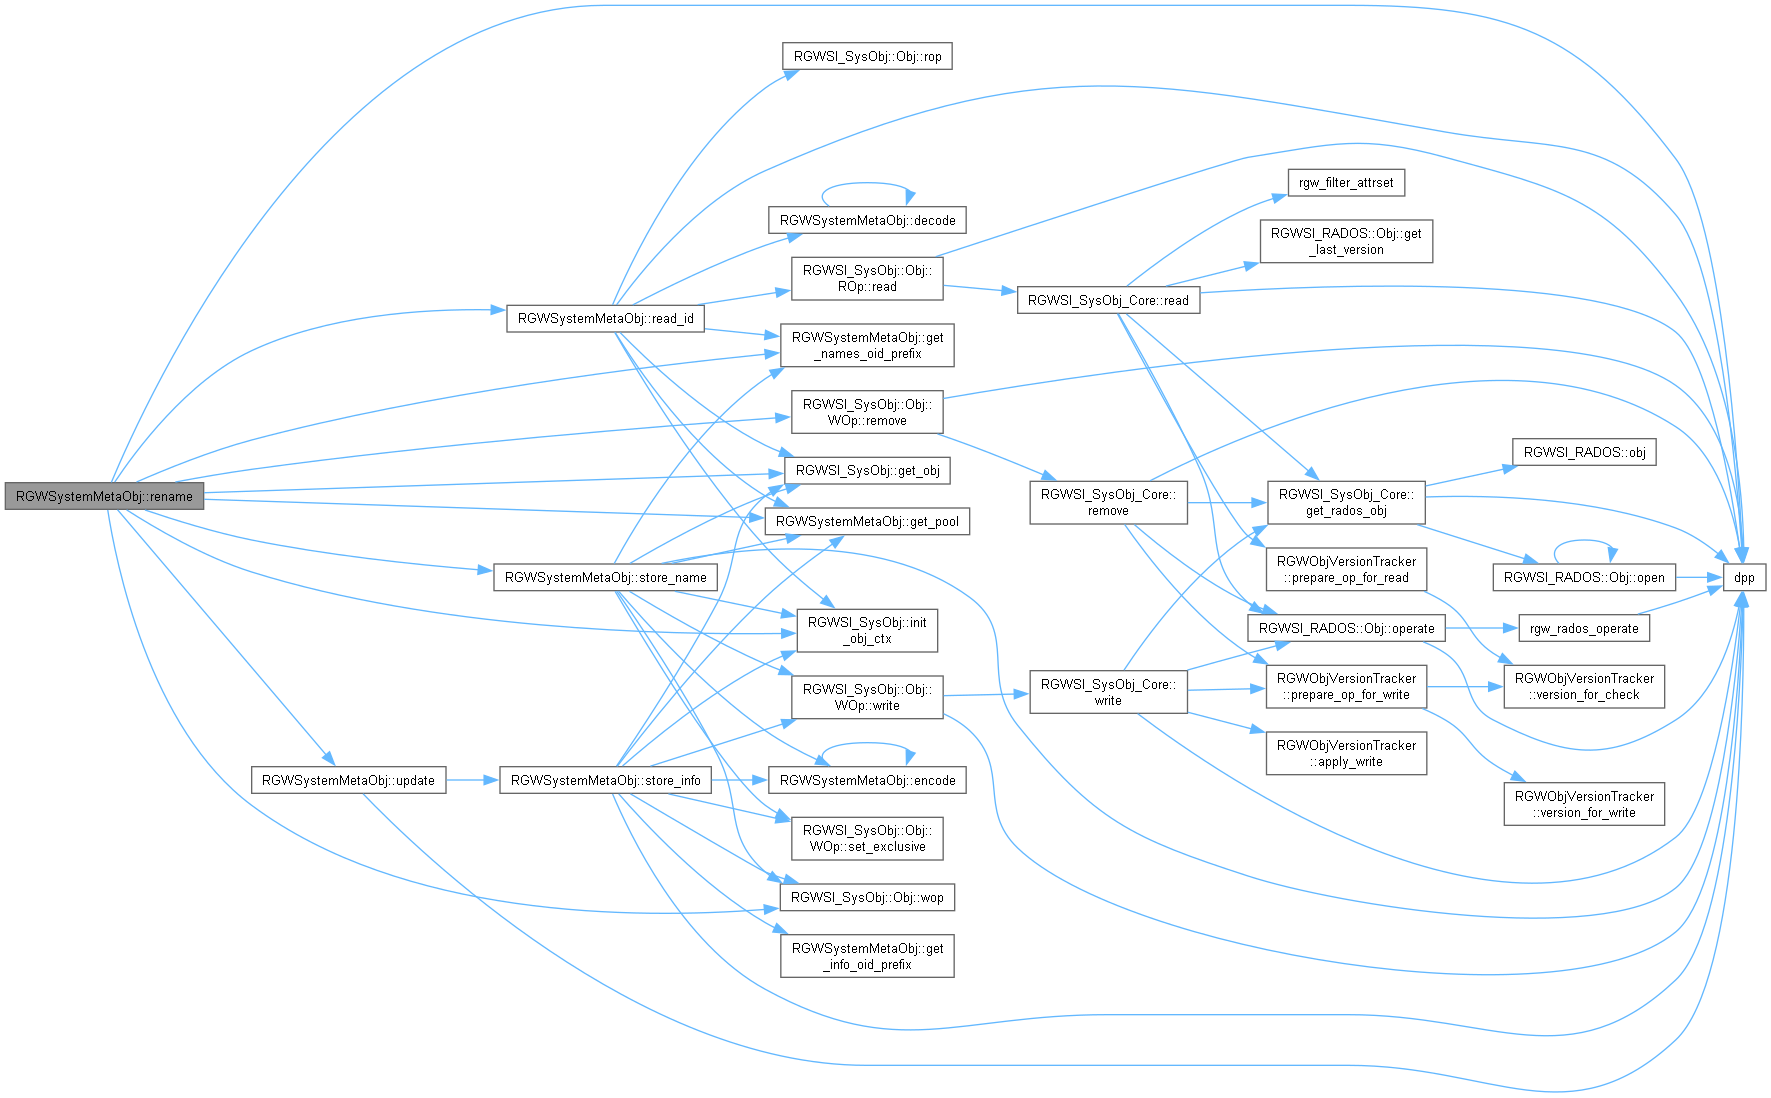 RGWSystemMetaObj::rename
RGWSystemMetaObj::update
RGWSystemMetaObj::read_id
RGWSystemMetaObj::store_name
RGWSystemMetaObj::store_info
RGWSI_SysObj::Obj::rop
RGWSystemMetaObj::decode
RGWSI_SysObj::Obj::
ROp::read
RGWSystemMetaObj::get
_names_oid_prefix
RGWSI_SysObj::Obj::
WOp::remove
RGWSI_SysObj::get_obj
RGWSystemMetaObj::get_pool
RGWSI_SysObj::init
_obj_ctx
RGWSI_SysObj::Obj::
WOp::write
RGWSystemMetaObj::encode
RGWSI_SysObj::Obj::
WOp::set_exclusive
RGWSI_SysObj::Obj::wop
RGWSystemMetaObj::get
_info_oid_prefix
RGWSI_SysObj_Core::read
RGWSI_SysObj_Core::
remove
RGWSI_SysObj_Core::
write
rgw_filter_attrset
RGWSI_RADOS::Obj::get
_last_version
RGWSI_SysObj_Core::
get_rados_obj
RGWObjVersionTracker
::prepare_op_for_read
RGWSI_RADOS::Obj::operate
RGWObjVersionTracker
::prepare_op_for_write
RGWObjVersionTracker
::apply_write
RGWSI_RADOS::obj
RGWSI_RADOS::Obj::open
rgw_rados_operate
RGWObjVersionTracker
::version_for_check
RGWObjVersionTracker
::version_for_write
dpp